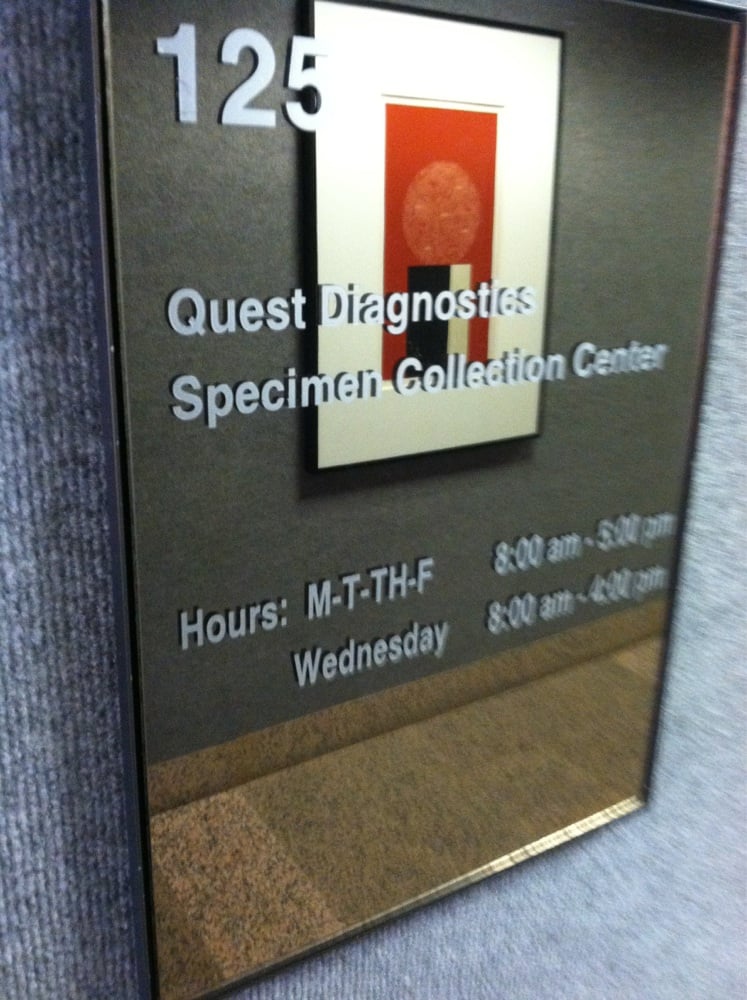 125
Quest Diagnostics
Specimen Collection Center
Hours: M-T-TH-F 8:00 am - 5:00 pm
Wednesday 8:00 am - 4:00 pm